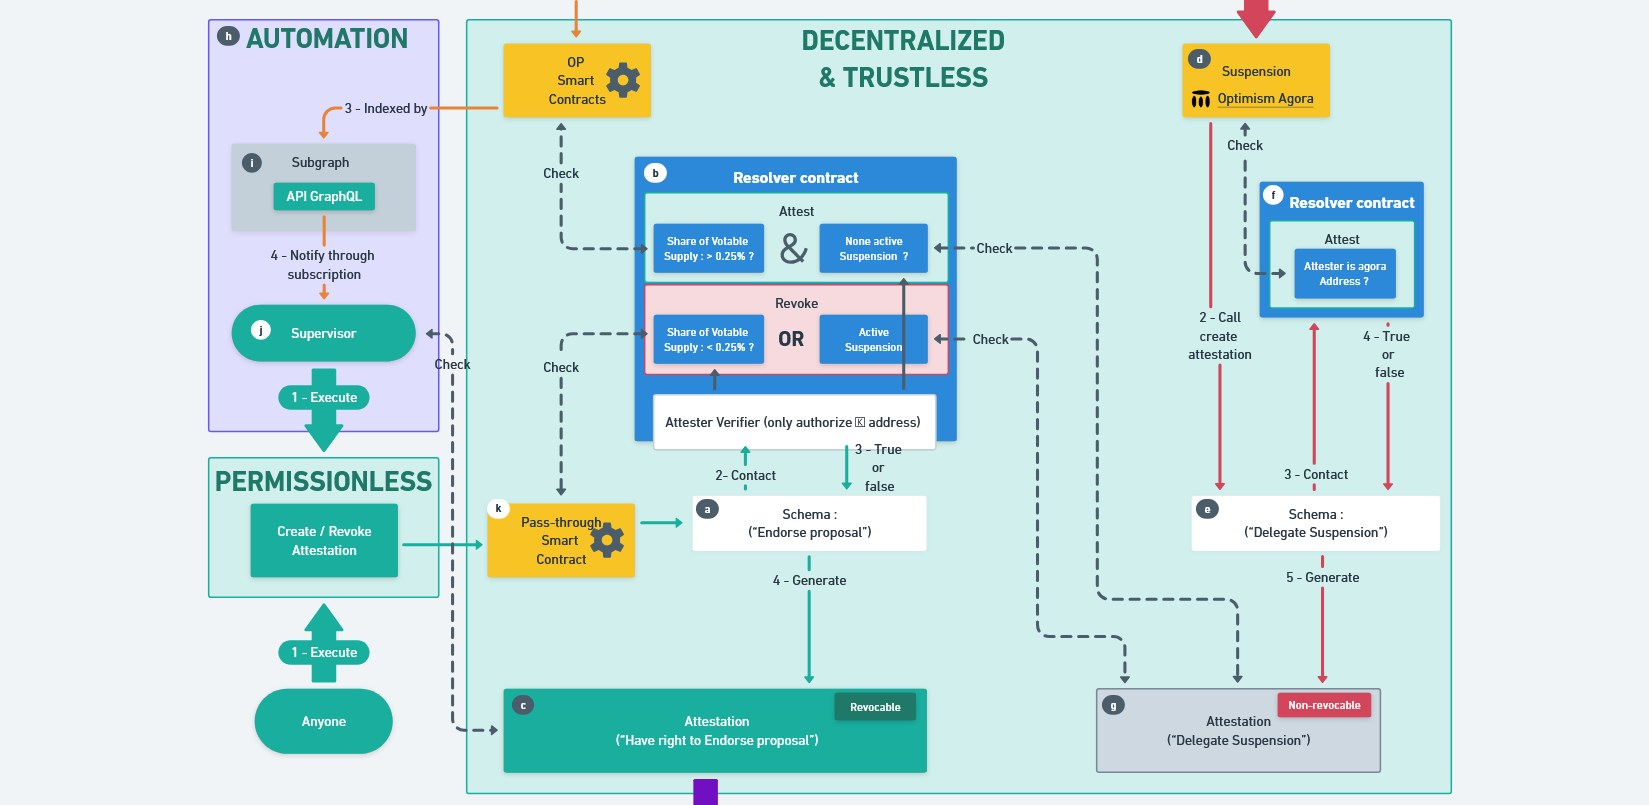 h
AUTOMATION
3 - Indexed by
i
Subgraph
API GraphQL
4 - Notify through
subscription
j
Supervisor
Check
1 - Execute
PERMISSIONLESS
Create / Revoke
Attestation
1 - Execute
Anyone
DECENTRALIZED
& TRUSTLESS
OP
Smart
Contracts
Check
b
Resolver contract
Attest
Share of Votable
Supply : > 0.25% ?
&
None active
Suspension ?
Check
Revoke
Share of Votable
Supply : < 0.25% ?
OR
Active
Suspension
Check
Check
Attester Verifier (only authorize 🄺 address)
2- Contact
3 - True
or
false
k
Pass-through
Smart
Contract
a
Schema :
(“Endorse proposal”)
4 - Generate
c
Revocable
Attestation
(“Have right to Endorse proposal”)
d
Suspension
Optimism Agora
Check
f
Resolver contract
Attest
Attester is agora
Address ?
2 - Call
create
attestation
4 - True
or
false
3 - Contact
e
Schema :
(“Delegate Suspension”)
5 - Generate
g
Non-revocable
Attestation
(“Delegate Suspension”)